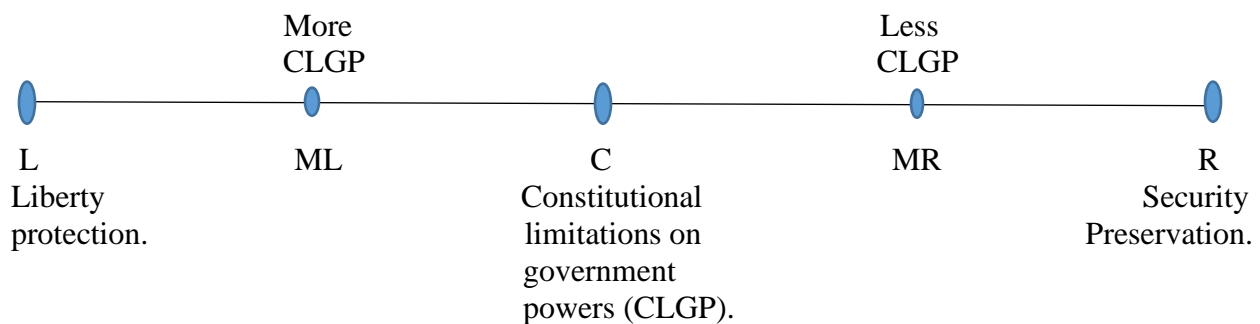 More
CLGP
Less
CLGP
L
Liberty
protection.
ML
C
Constitutional
limitations on
government
powers (CLGP).
MR
R
Security
Preservation.